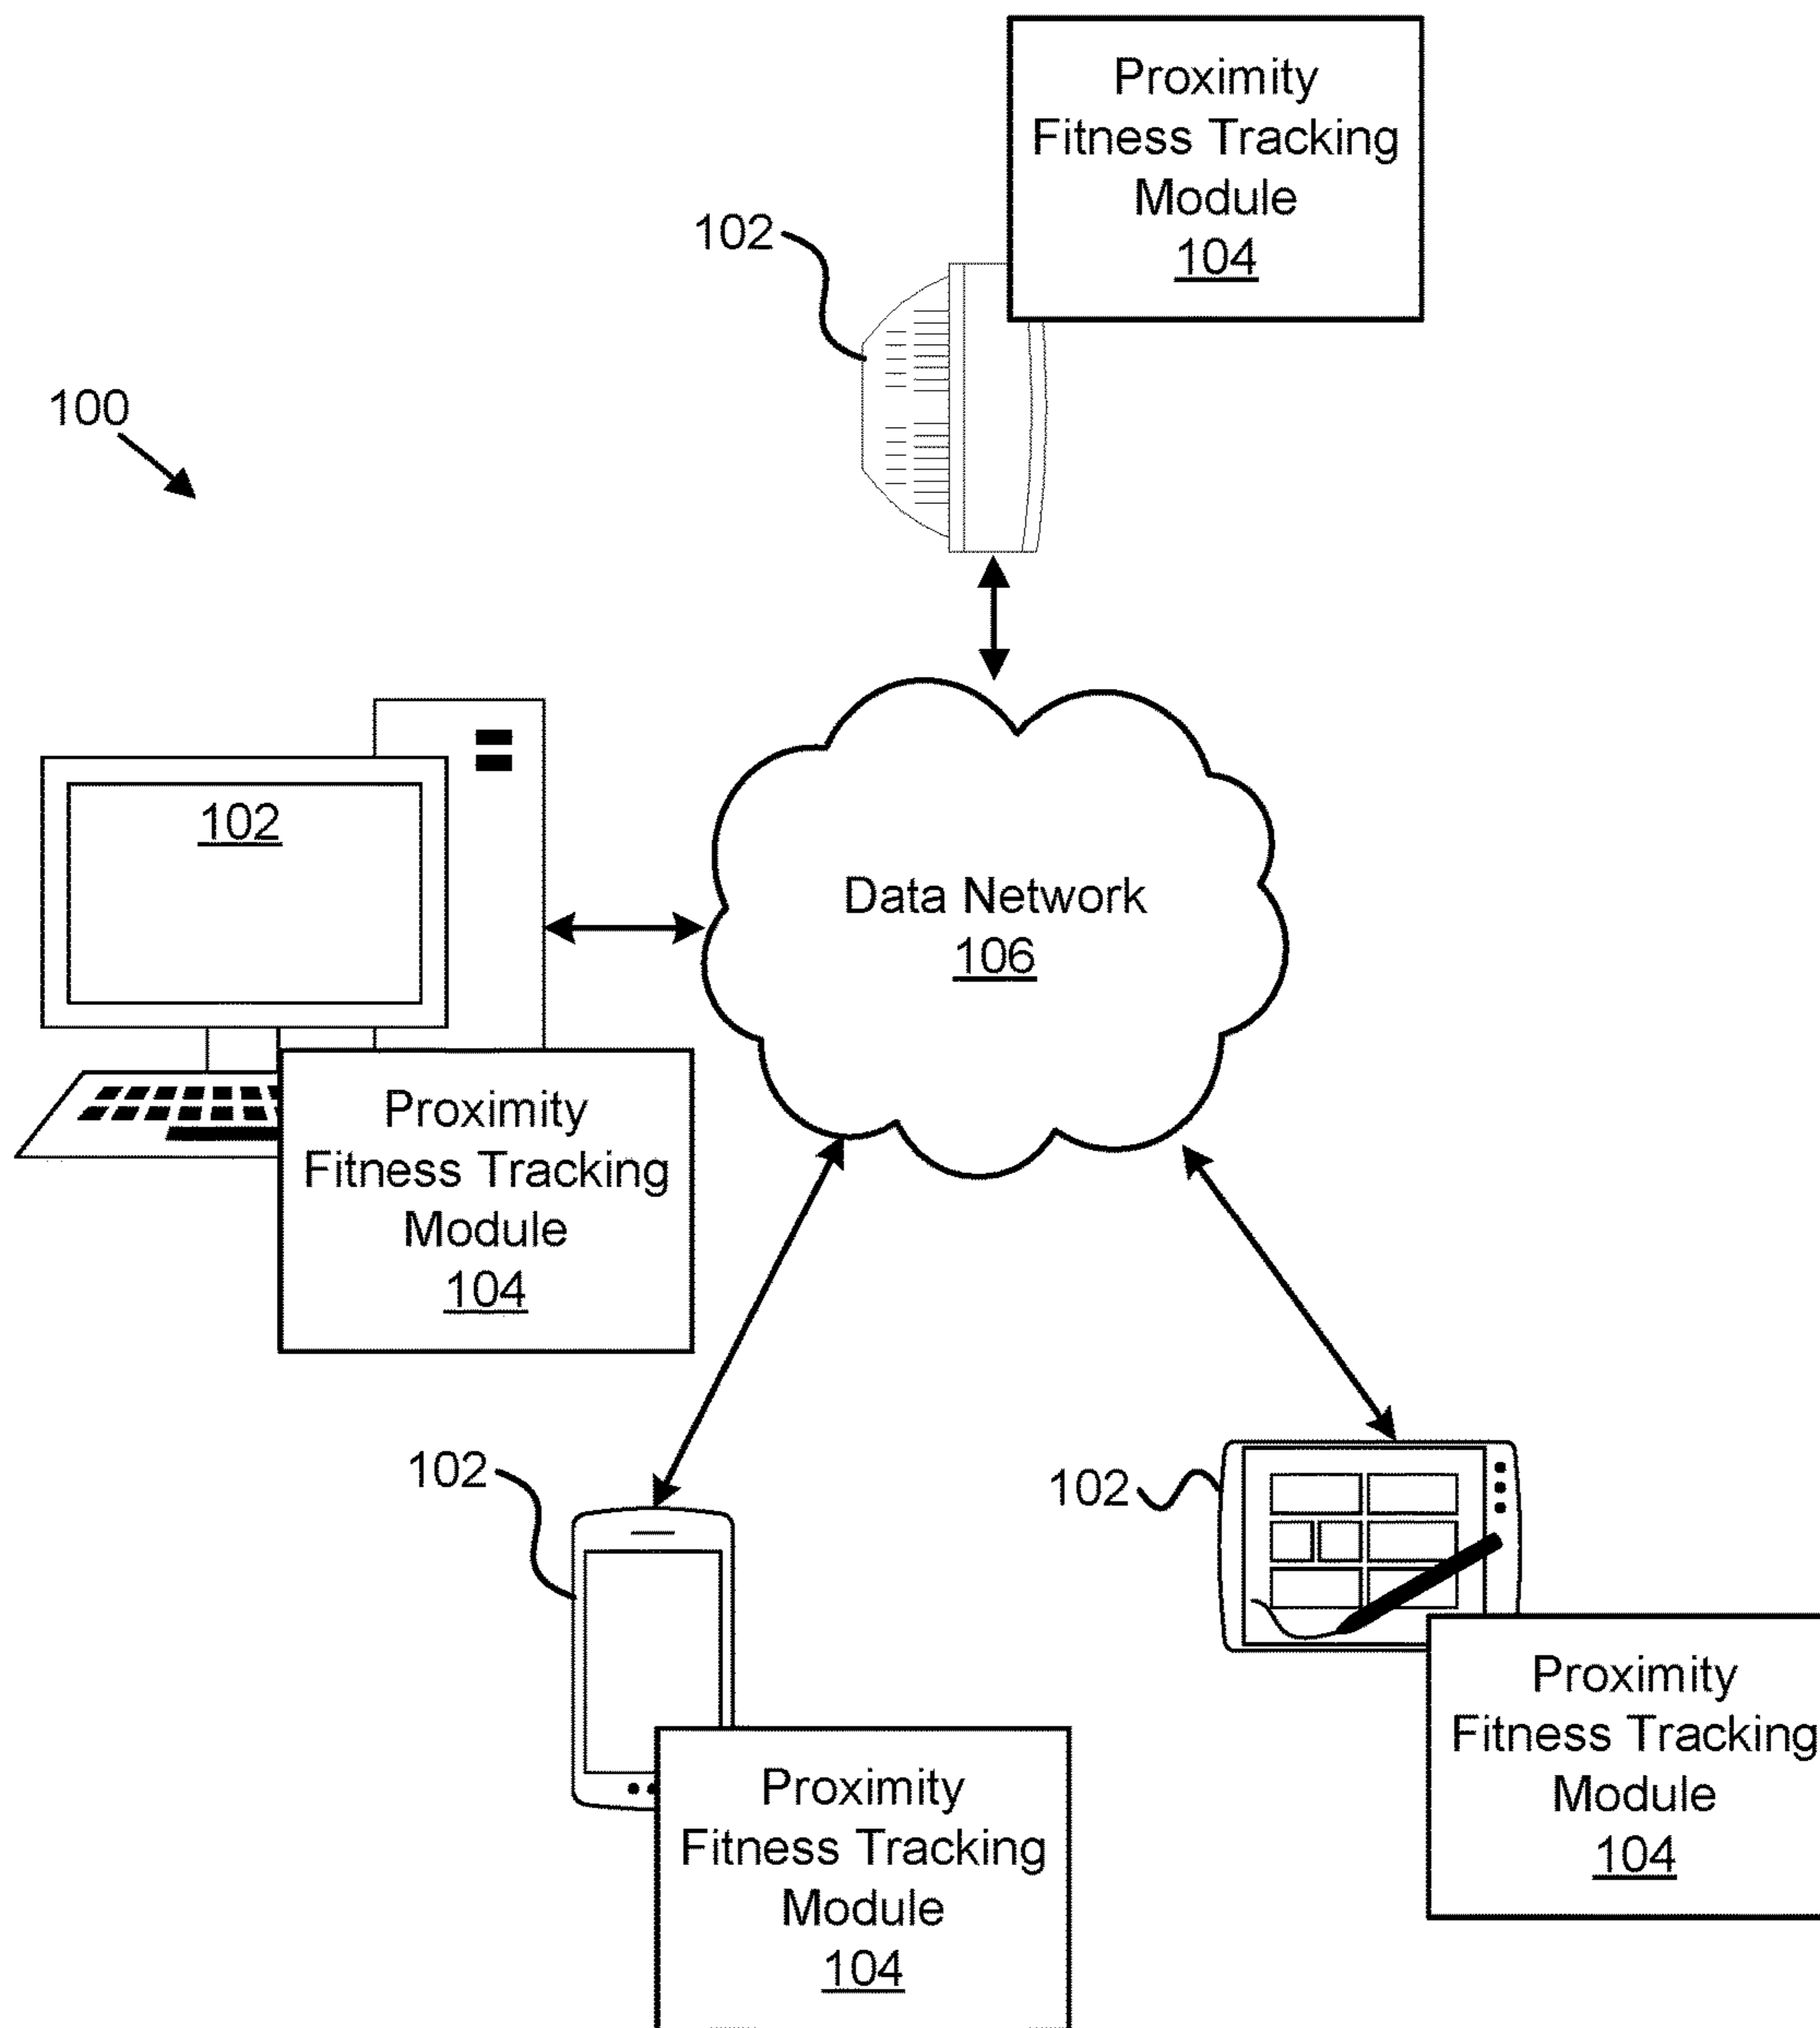 Proximity
Fitness Tracking
Module
104
102
100
102
Data Network
106
Proximity
Fitness Tracking
Module
104
102
102
Proximity
Fitness Tracking
Module
104
Proximity
Fitness Tracking
Module
104